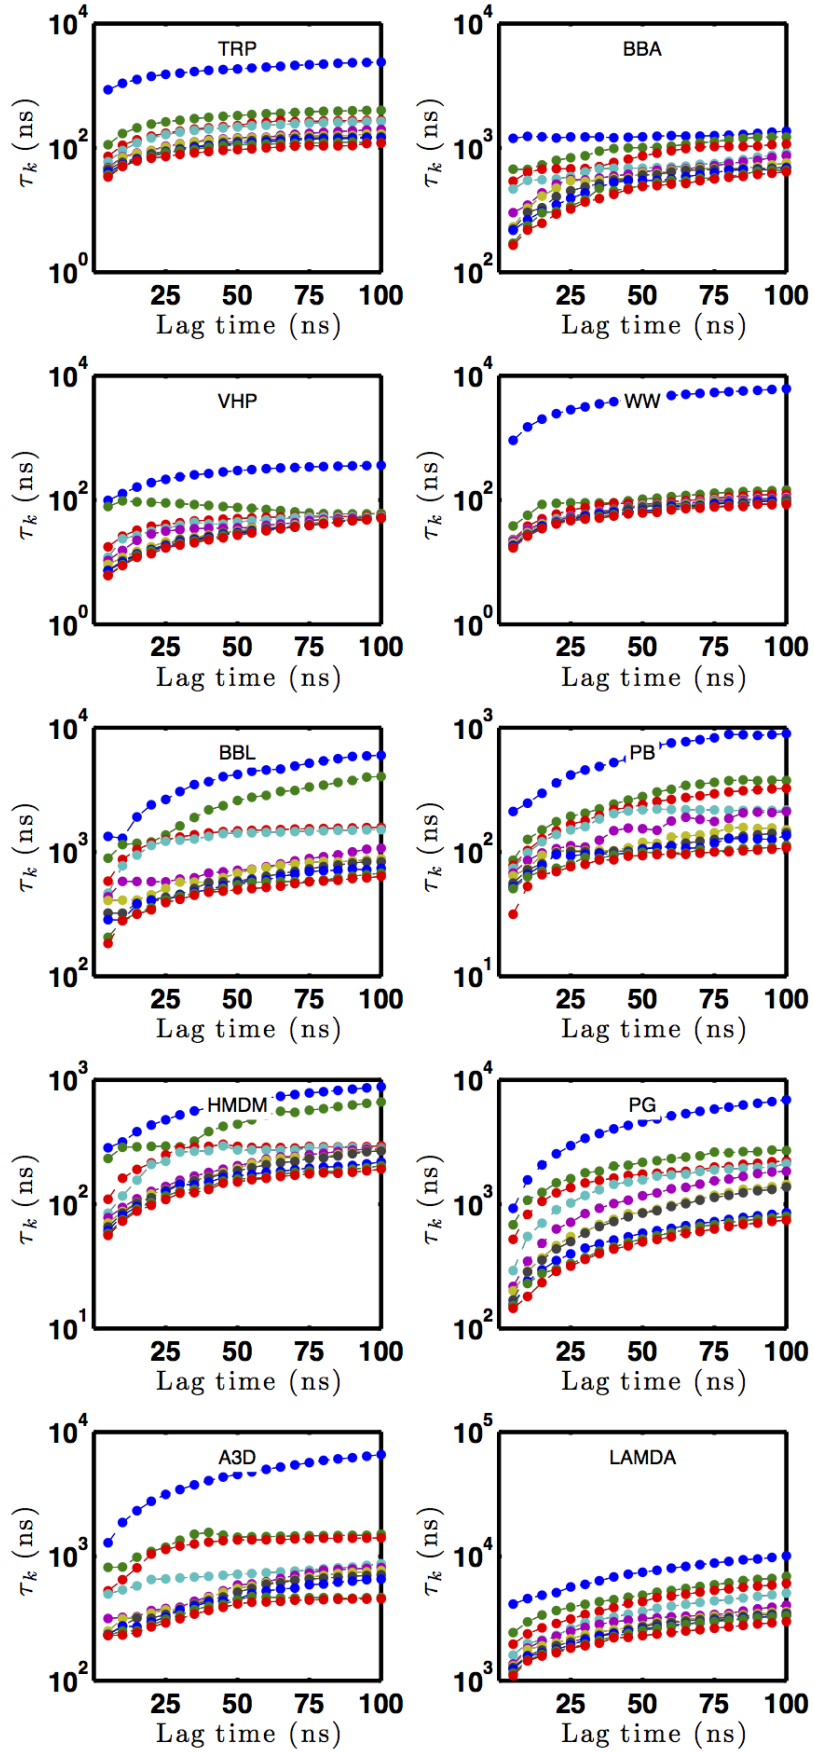 TRP
10^4
10^2
10^0
τ_k (ns)
25 50 75 100
Lag time (ns)
BBA
10^4
10^3
10^2
τ_k (ns)
25 50 75 100
Lag time (ns)
VHP
10^4
10^2
10^0
τ_k (ns)
25 50 75 100
Lag time (ns)
WW
10^4
10^2
10^0
τ_k (ns)
25 50 75 100
Lag time (ns)
BBL
10^4
10^3
10^2
τ_k (ns)
25 50 75 100
Lag time (ns)
PB
10^3
10^2
10^1
τ_k (ns)
25 50 75 100
Lag time (ns)
HMDM
10^3
10^2
10^1
τ_k (ns)
25 50 75 100
Lag time (ns)
PG
10^4
10^3
10^2
τ_k (ns)
25 50 75 100
Lag time (ns)
A3D
10^4
10^3
10^2
τ_k (ns)
25 50 75 100
Lag time (ns)
LAMDA
10^5
10^4
10^3
τ_k (ns)
25 50 75 100
Lag time (ns)